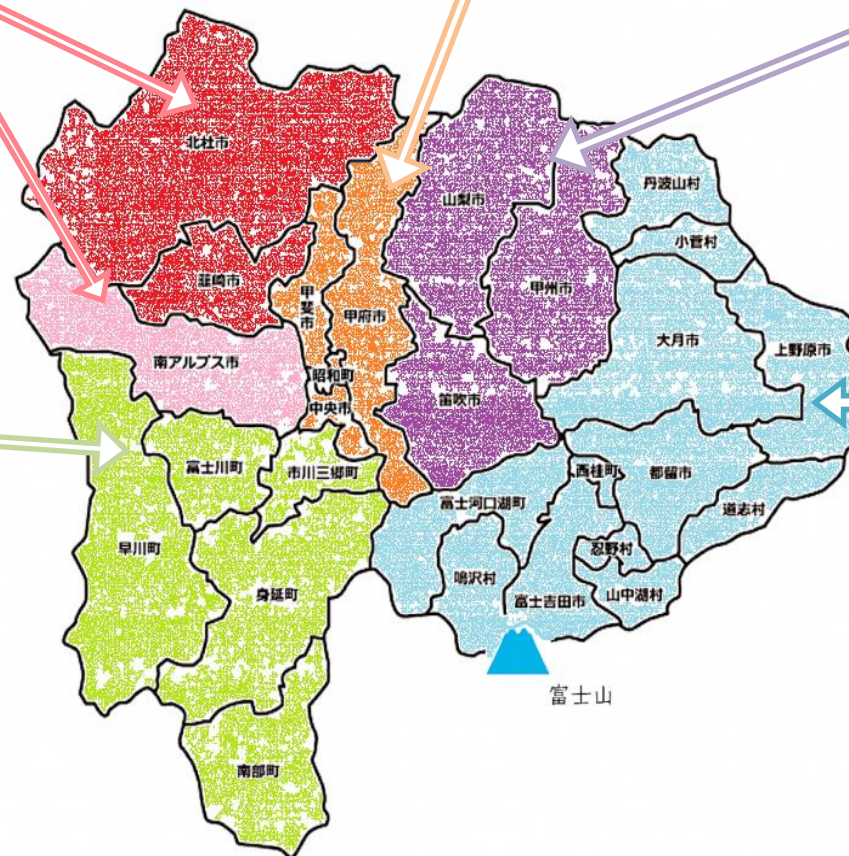 北杜市
韮崎市
南アルプス市
甲斐市
甲府市
昭和町
中央市
山梨市
甲州市
笛吹市
丹波山村
小菅村
大月市
上野原市
富士川町
市川三郷町
早川町
身延町
南部町
富士河口湖町
西桂町
都留市
道志村
忍野村
鳴沢村
富士吉田市
山中湖村
富士山